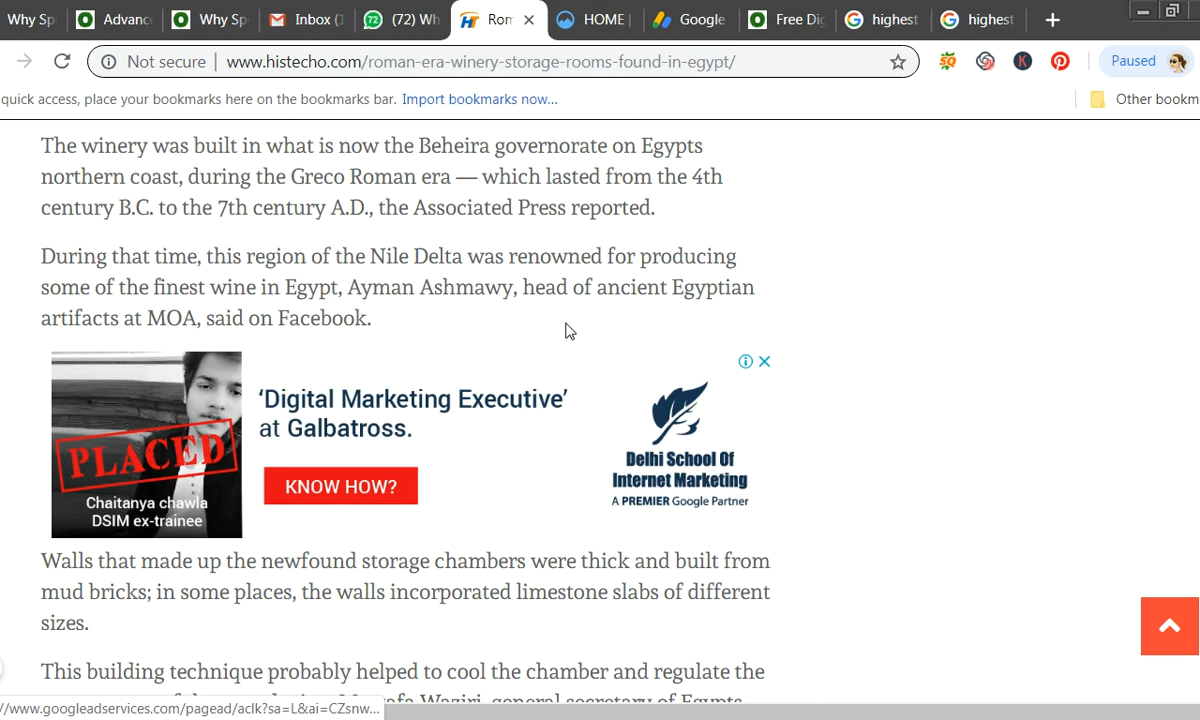 Why Sp Advanc Why Sp Inbox (1 (72) Wh Rom HOME | Google Free Dic highest highest
Not secure | www.histecho.com/roman-era-winery-storage-rooms-found-in-egypt/ Paused
quick access, place your bookmarks here on the bookmarks bar. Import bookmarks now... Other bookm
The winery was built in what is now the Beheira governorate on Egypts
northern coast, during the Greco Roman era — which lasted from the 4th
century B.C. to the 7th century A.D., the Associated Press reported.
During that time, this region of the Nile Delta was renowned for producing
some of the finest wine in Egypt, Ayman Ashmawy, head of ancient Egyptian
artifacts at MOA, said on Facebook.
PLACED
Chaitanya chawla
DSIM ex-trainee
'Digital Marketing Executive'
at Galbatross.
KNOW HOW?
Delhi School Of
Internet Marketing
A PREMIER Google Partner
Walls that made up the newfound storage chambers were thick and built from
mud bricks; in some places, the walls incorporated limestone slabs of different
sizes.
This building technique probably helped to cool the chamber and regulate the
Waziri, general secretary of Egypts
//www.googleadservices.com/pagead/aclk?sa=L&ai=CZsnw...